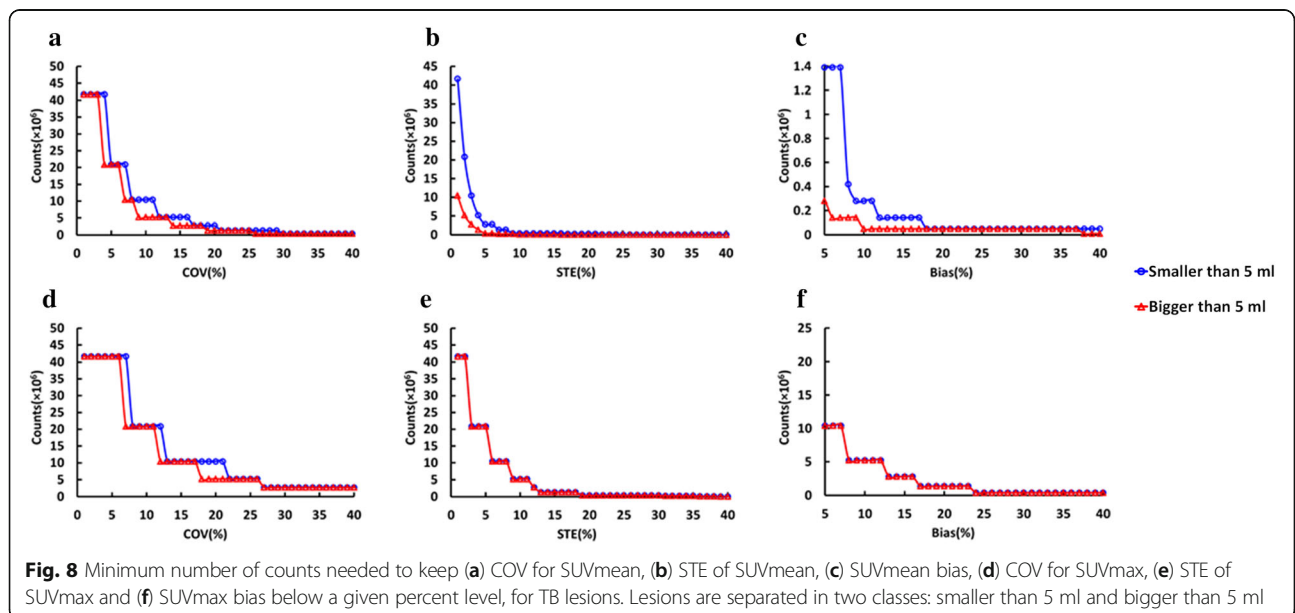 a
50
45
40
35
30
25
20
15
10
5
0
Counts(×10⁶)
0 5 10 15 20 25 30 35 40
COV(%)
b
45
40
35
30
25
20
15
10
5
0
Counts(×10⁶)
0 5 10 15 20 25 30 35 40
STE(%)
c
1.4
1.2
1
0.8
0.6
0.4
0.2
0
Counts(×10⁶)
5 10 15 20 25 30 35 40
Bias(%)
Smaller than 5 ml
Bigger than 5 ml
d
50
45
40
35
30
25
20
15
10
5
0
Counts(×10⁶)
0 5 10 15 20 25 30 35 40
COV(%)
e
50
45
40
35
30
25
20
15
10
5
0
Counts(×10⁶)
0 5 10 15 20 25 30 35 40
STE(%)
f
25
20
15
10
5
0
Counts(×10⁶)
5 10 15 20 25 30 35 40
Bias(%)
Fig. 8 Minimum number of counts needed to keep (a) COV for SUVmean, (b) STE of SUVmean, (c) SUVmean bias, (d) COV for SUVmax, (e) STE of
SUVmax and (f) SUVmax bias below a given percent level, for TB lesions. Lesions are separated in two classes: smaller than 5 ml and bigger than 5 ml